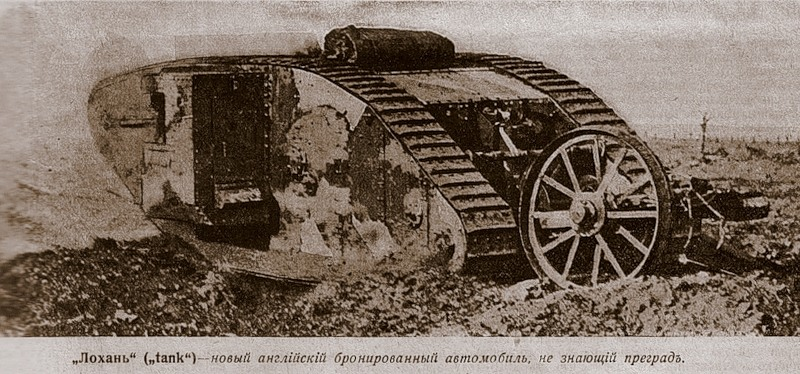 „Лохань“ („tank“)—новый англійскій бронированный автомобиль, не знающій преградъ.